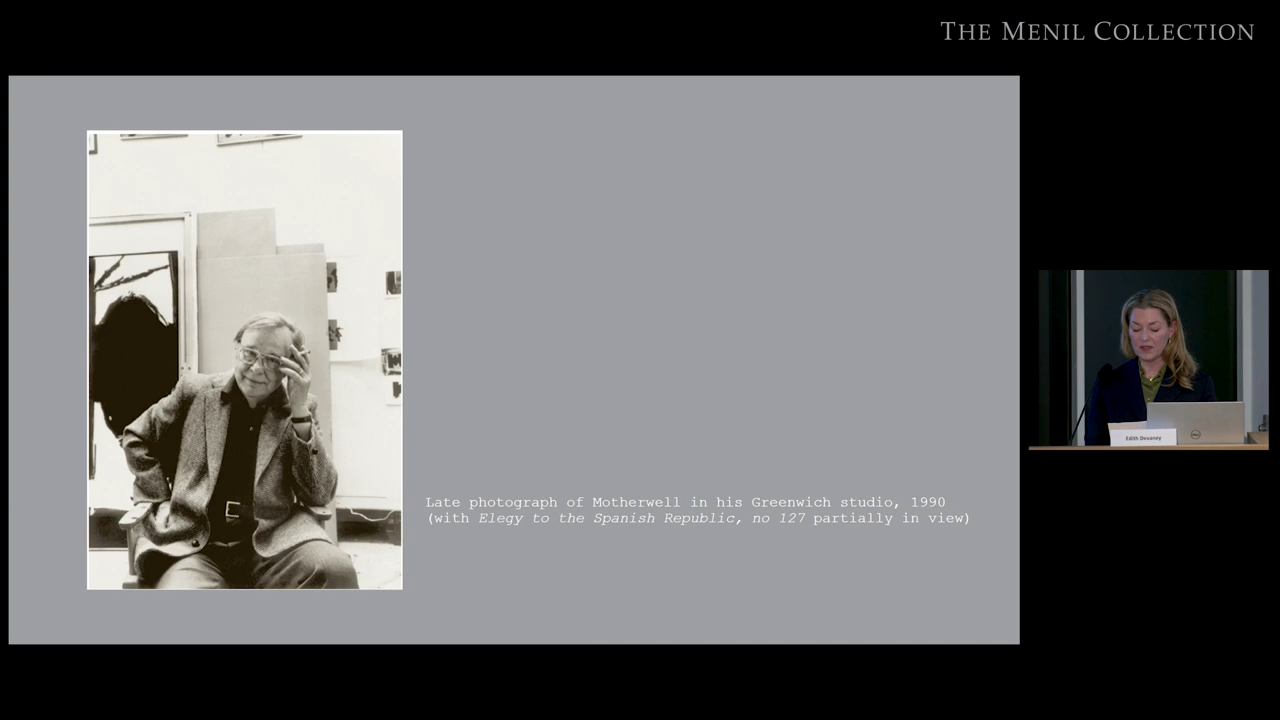 THE MENIL COLLECTION
Late photograph of Motherwell in his Greenwich studio, 1990
(with Elegy to the Spanish Republic, no 127 partially in view)
Edith Devaney
DELL